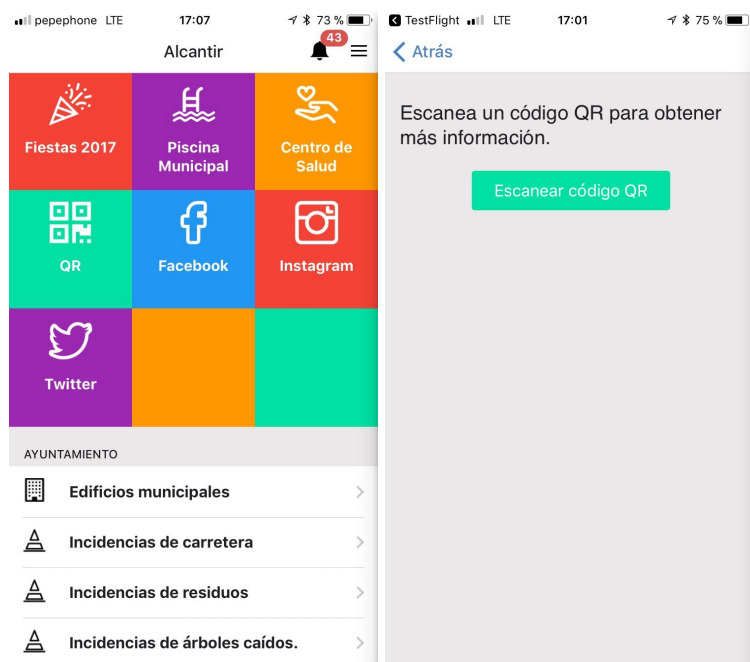 pepephone LTE 17:07 73 %
Alcantir 43
Fiestas 2017
Piscina
Municipal
Centro de
Salud
QR
Facebook
Instagram
Twitter
AYUNTAMIENTO
Edificios municipales
Incidencias de carretera
Incidencias de residuos
Incidencias de árboles caídos.
TestFlight LTE 17:01 75 %
Atrás
Escanea un código QR para obtener
más información.
Escanear código QR